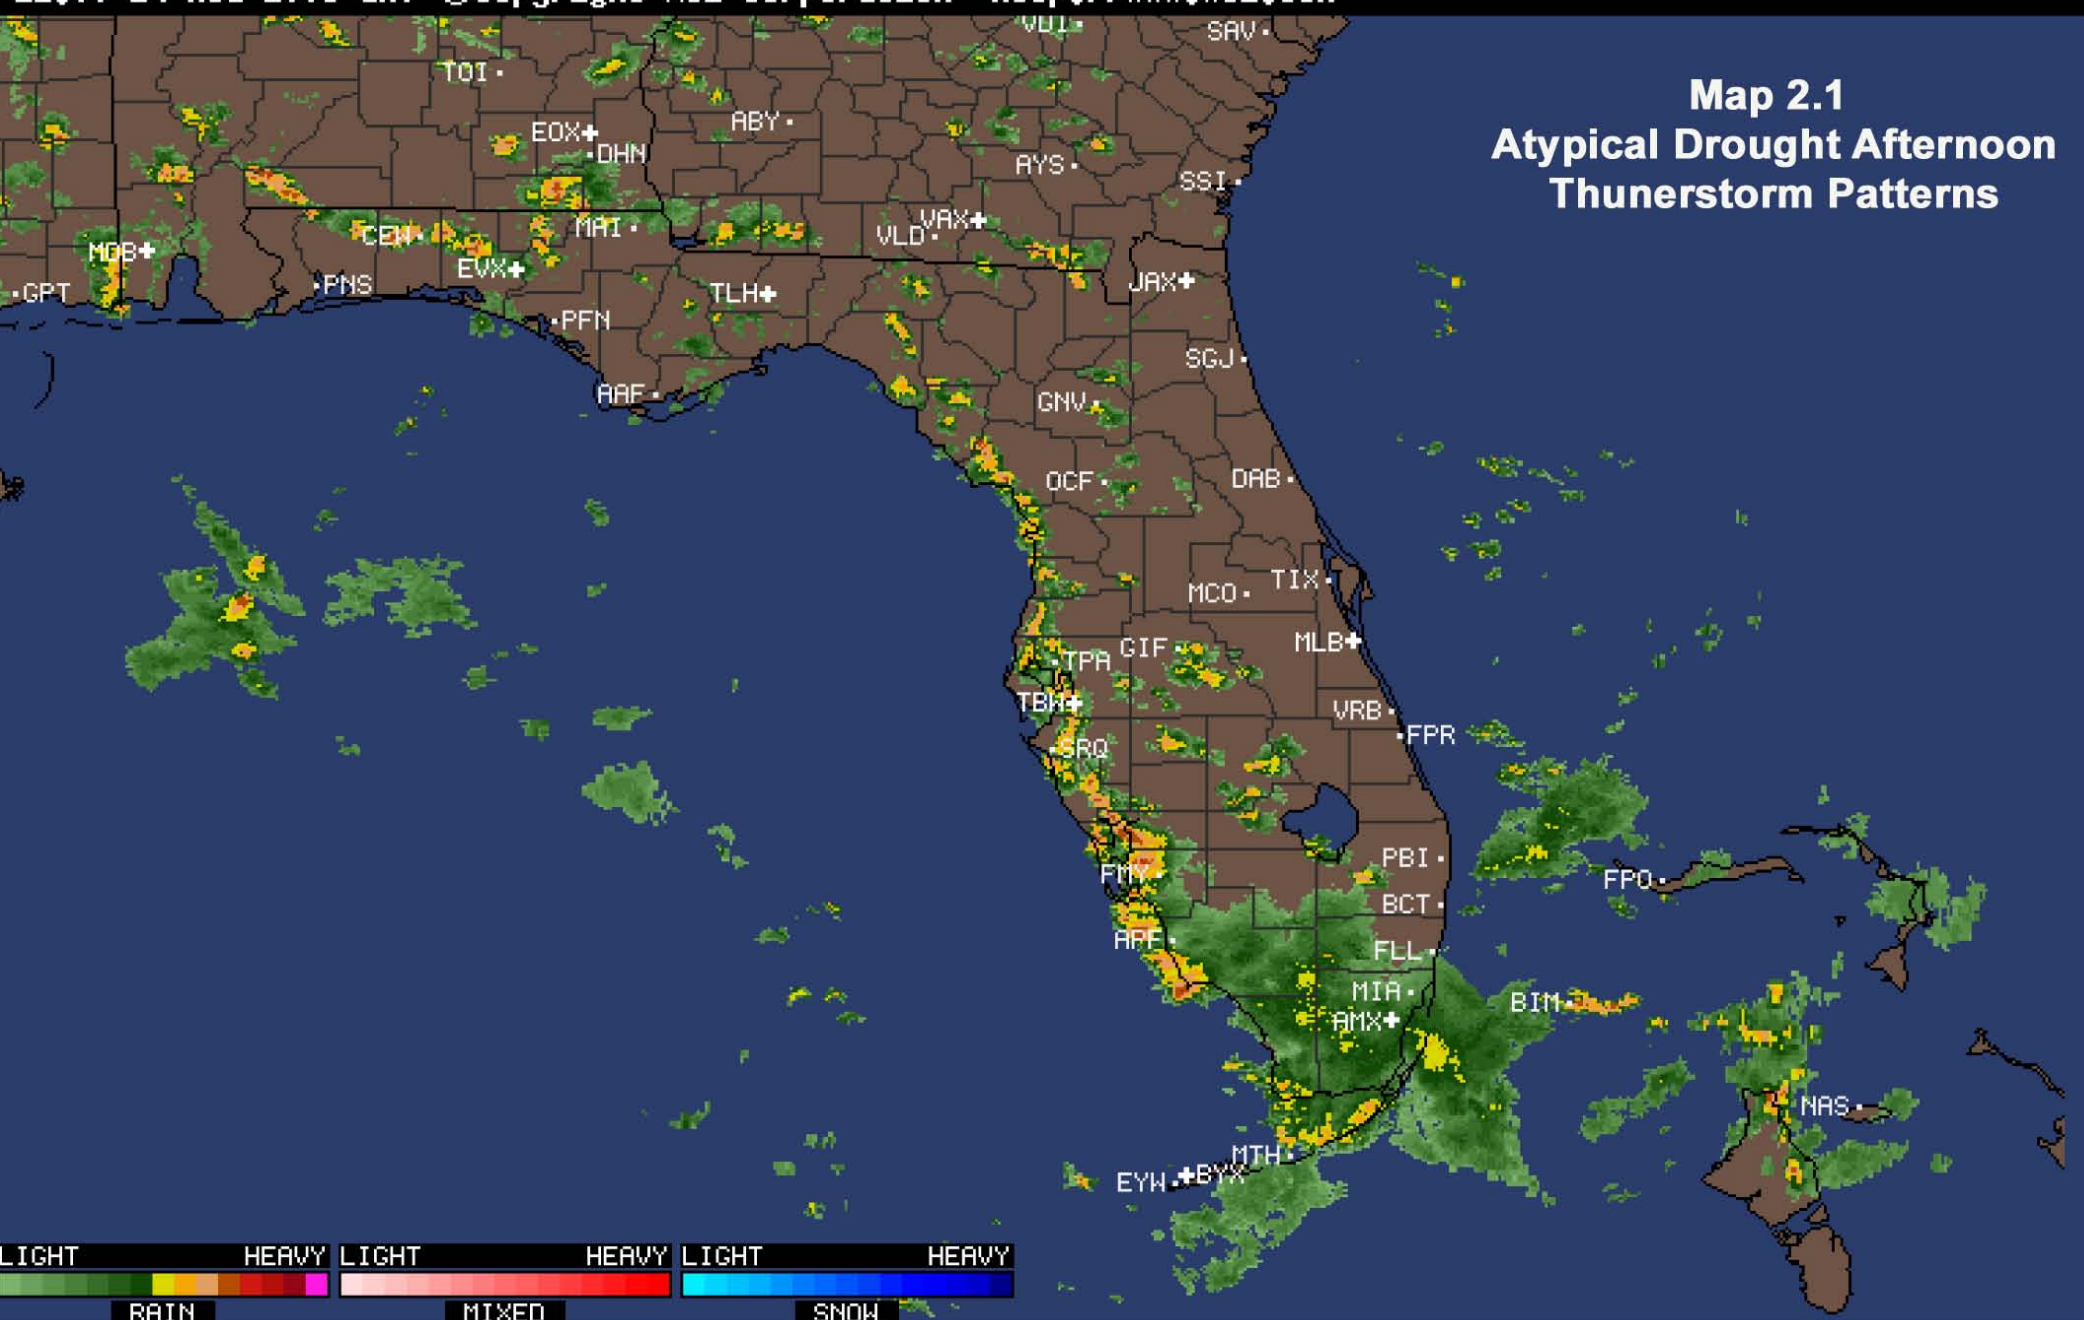 VDI
SAV
TOI
Map 2.1
Atypical Drought Afternoon
Thunerstorm Patterns
ABY
EOX
DHN
AYS
SSI
VAX
MAI
VLD
CEW
MOB
EVX
JAX
PNS
GPT
TLH
PFN
SGJ
AAF
GNV
OCF
DAB
TIX
MCO
MLB
GIF
TPA
TBW
VRB
FPR
SRQ
PBI
FMY
FPO
BCT
APF
FLL
MIA
BIM
AMX
NAS
MTH
BYX
EYW
LIGHT HEAVY LIGHT HEAVY LIGHT HEAVY
RAIN MIXED SNOW